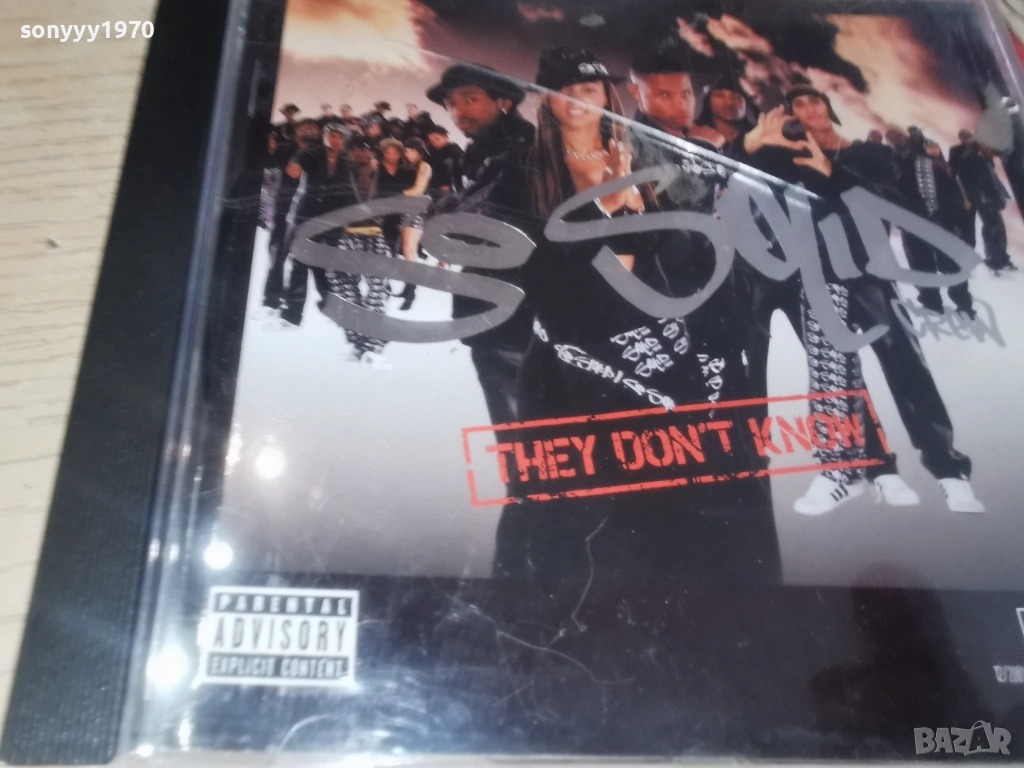 sonyyy1970
So Solid
CREW
THEY DON'T KNOW
PARENTAL
ADVISORY
EXPLICIT CONTENT
BAZAR